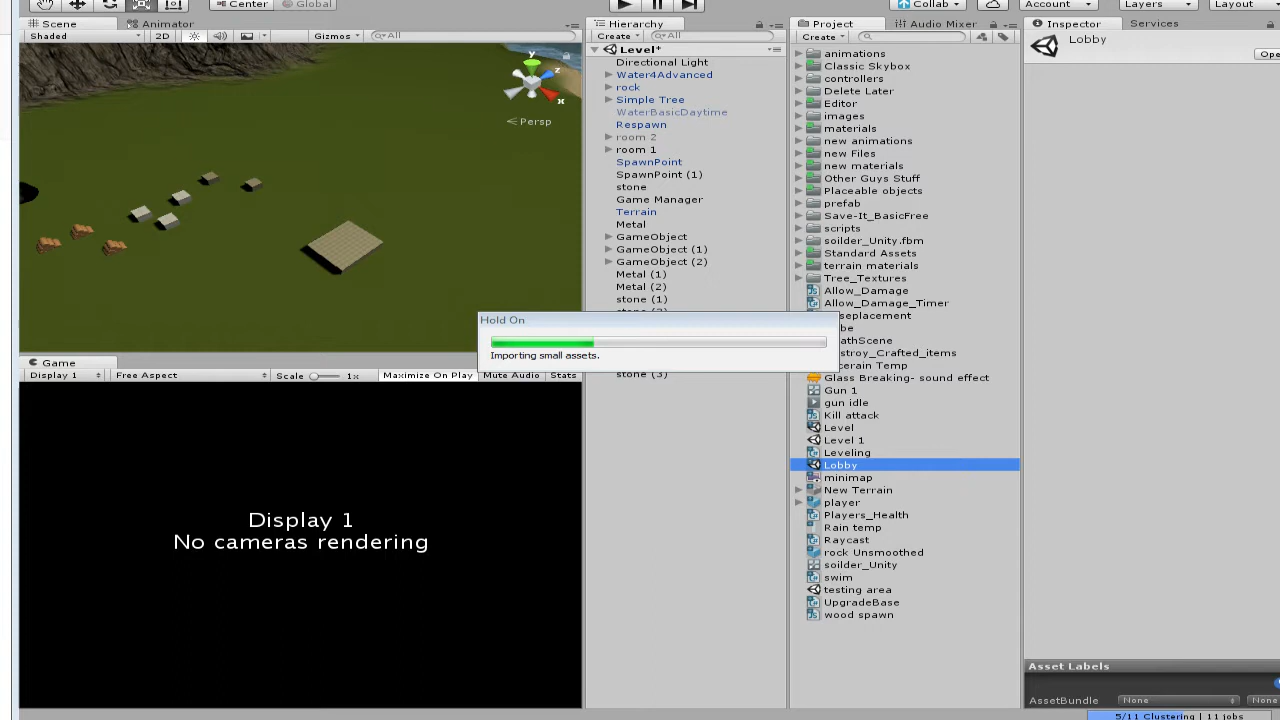 Center
Global
Collab
Account
Layers
Layout
Scene
Animator
Shaded
2D
Gizmos
All
y
z
x
Persp
Game
Display 1
Free Aspect
Scale
1x
Maximize On Play
Mute Audio
Stats
Display 1
No cameras rendering
Hierarchy
Create
All
Level*
Directional Light
Water4Advanced
rock
Simple Tree
WaterBasicDaytime
Respawn
room 2
room 1
SpawnPoint
SpawnPoint (1)
stone
Game Manager
Terrain
Metal
GameObject
GameObject (1)
GameObject (2)
Metal (1)
Metal (2)
stone (1)
stone (3)
Hold On
Importing small assets.
Project
Audio Mixer
Create
animations
Classic Skybox
controllers
Delete Later
Editor
images
materials
new animations
new Files
new materials
Other Guys Stuff
Placeable objects
prefab
Save-It_BasicFree
scripts
soilder_Unity.fbm
Standard Assets
terrain materials
Tree_Textures
Allow_Damage
Allow_Damage_Timer
seplacement
be
athScene
stroy_Crafted_items
Glass Breaking- sound effect
Gun 1
gun idle
Kill attack
Level
Level 1
Leveling
Lobby
minimap
New Terrain
player
Players_Health
Rain temp
Raycast
rock Unsmoothed
soilder_Unity
swim
testing area
UpgradeBase
wood spawn
Inspector
Services
Lobby
Ope
Asset Labels
AssetBundle
None
None
5/11 Clustering | 11 jobs